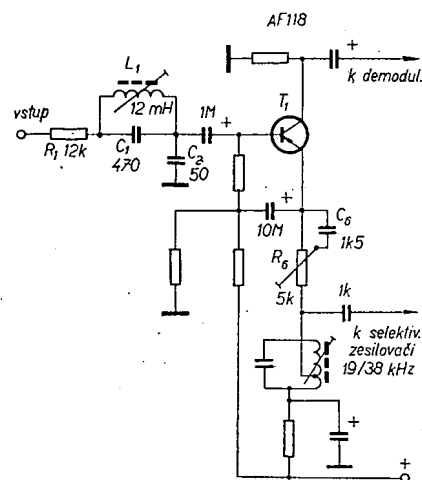 AF118
+
k demodul.
L1
12 mH
vstup
R1 12k
C1
470
1M
+
C2
50
T1
10M
+
C6
1k5
R6
5k
1k
k selektiv.
zesilovači
19/38 kHz
+
+